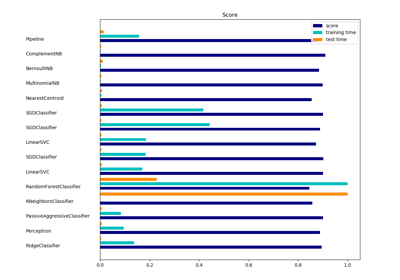 Score
score
training time
test time
Pipeline
ComplementNB
BernoulliNB
MultinomialNB
NearestCentroid
SGDClassifier
SGDClassifier
LinearSVC
SGDClassifier
LinearSVC
RandomForestClassifier
KNeighborsClassifier
PassiveAggressiveClassifier
Perceptron
RidgeClassifier
0.0 0.2 0.4 0.6 0.8 1.0